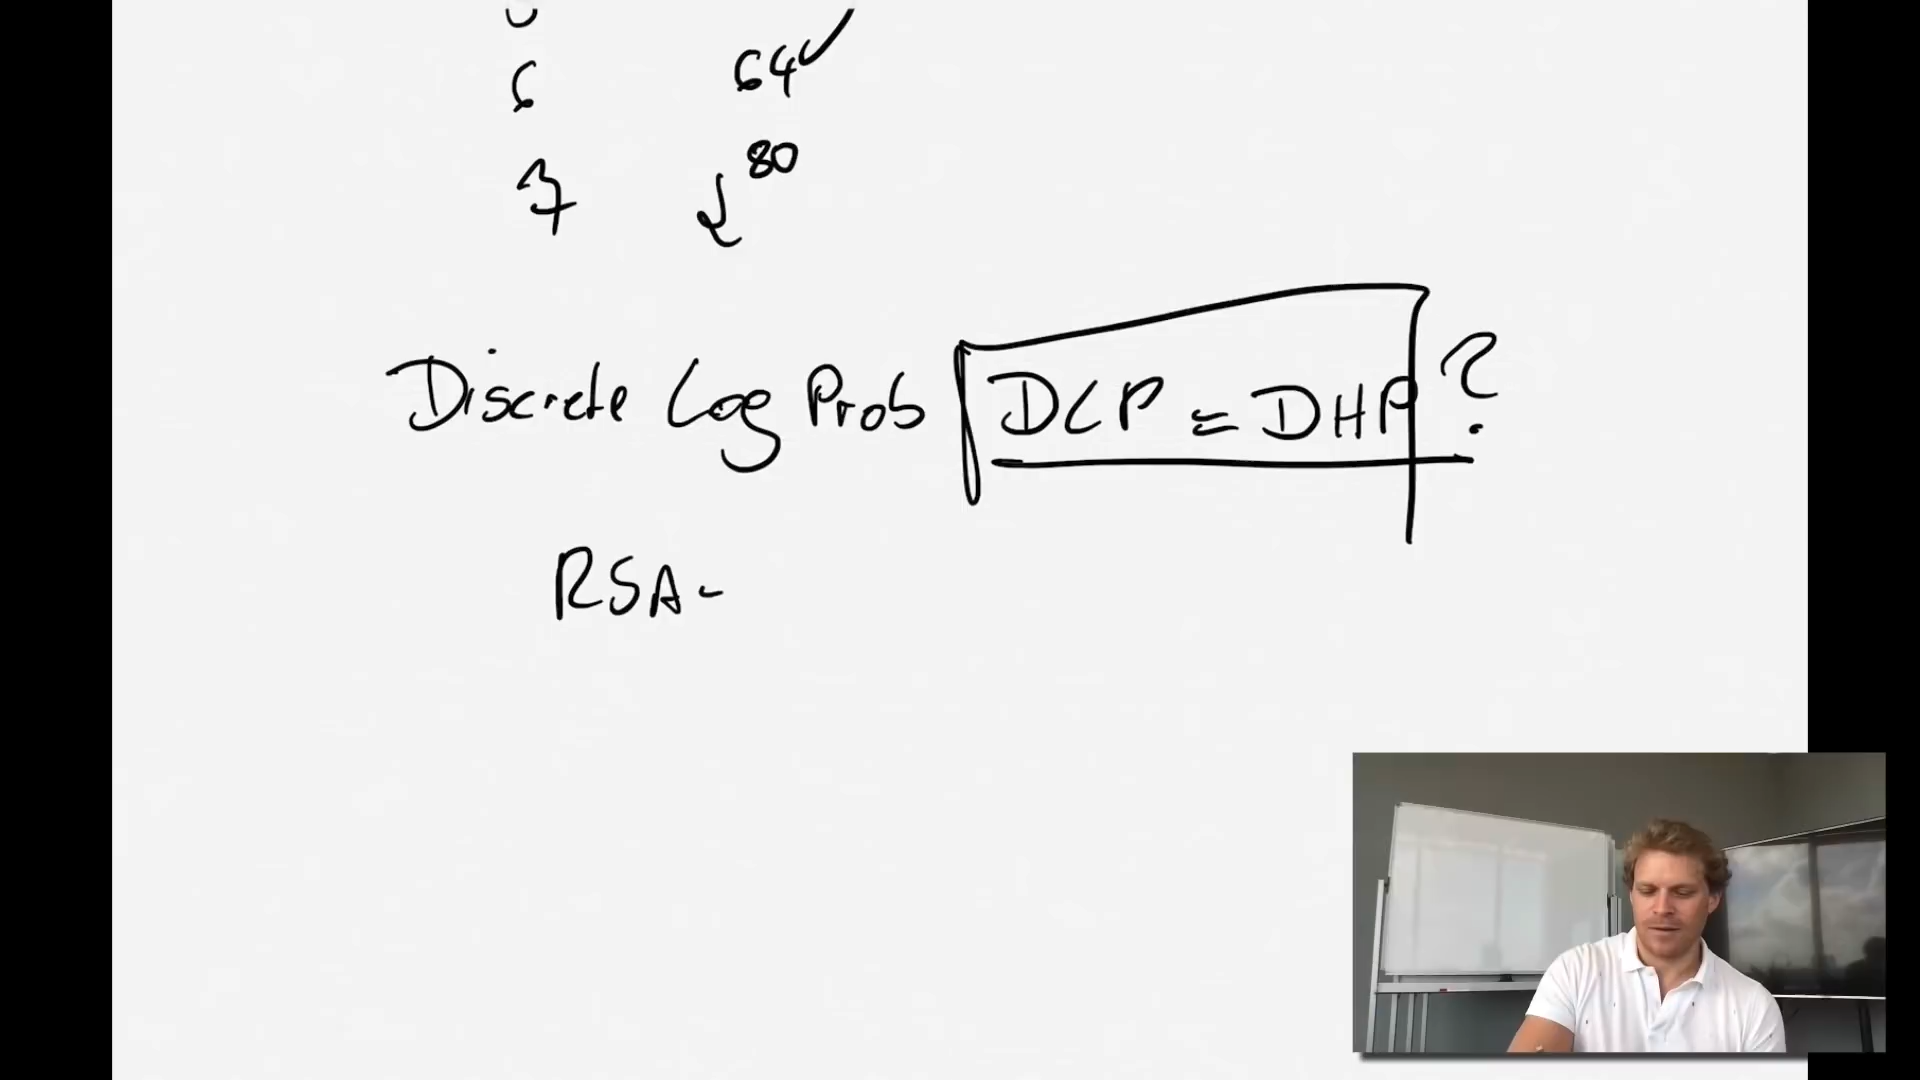 6 64 ✓
7 2^80
Discrete Log Prob DLP = DHP ?
RSA-